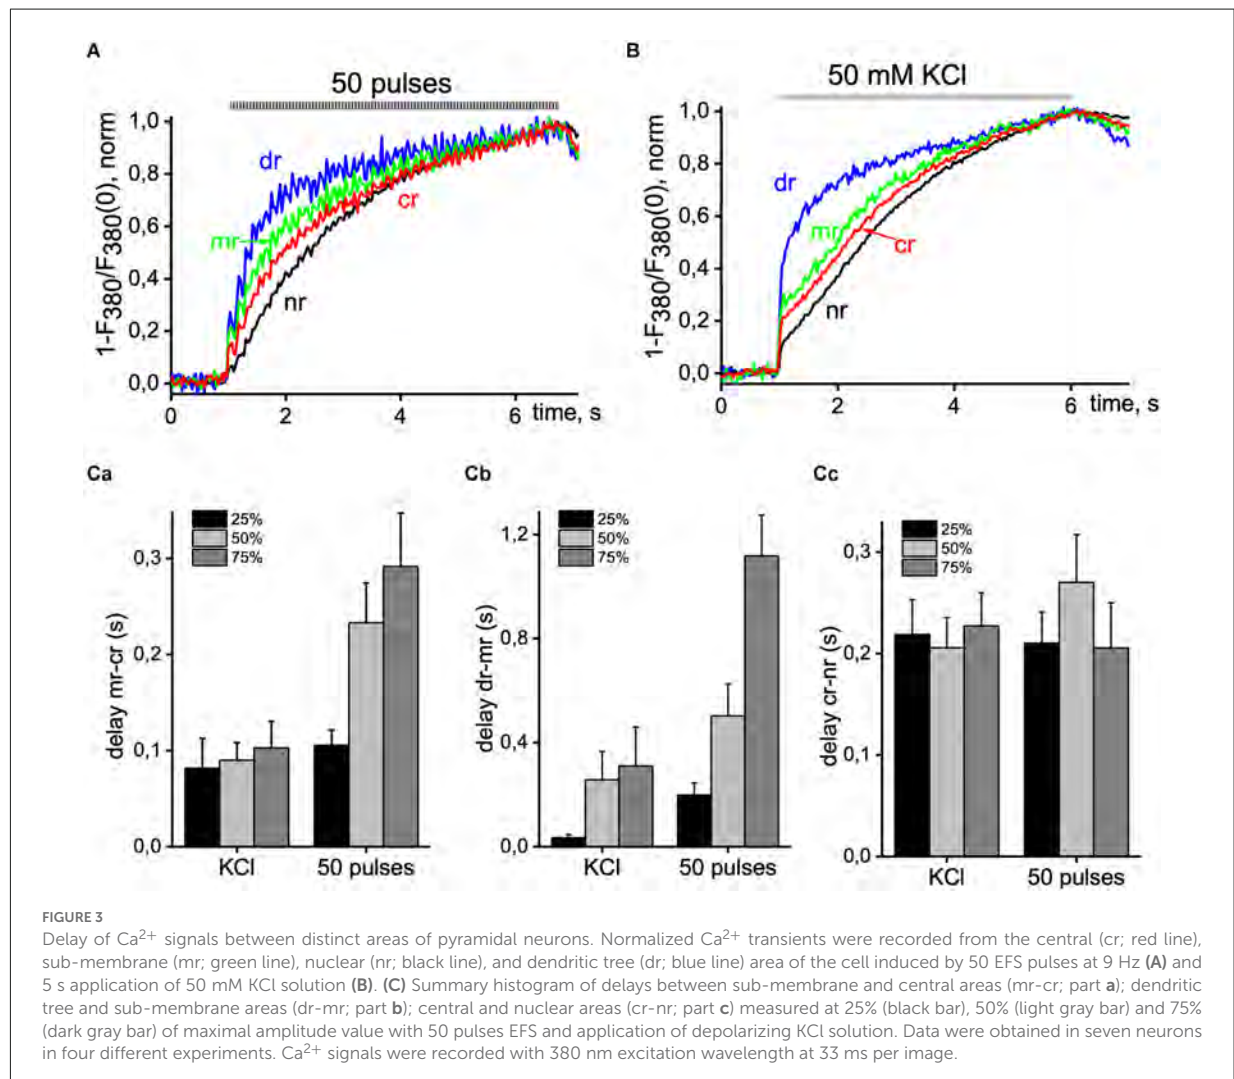 A
50 pulses
1-F380/F380(0), norm
1,0
0,8
0,6
0,4
0,2
0,0
dr
mr
cr
nr
0 2 4 6 time, s
B
50 mM KCl
1-F380/F380(0), norm
1,0
0,8
0,6
0,4
0,2
0,0
dr
mr
cr
nr
0 2 4 6 time, s
Ca
25%
50%
75%
delay mr-cr (s)
0,3
0,2
0,1
0,0
KCl 50 pulses
Cb
25%
50%
75%
delay dr-mr (s)
1,2
0,8
0,4
0,0
KCl 50 pulses
Cc
25%
50%
75%
delay cr-nr (s)
0,3
0,2
0,1
0,0
KCl 50 pulses
FIGURE 3
Delay of Ca²⁺ signals between distinct areas of pyramidal neurons. Normalized Ca²⁺ transients were recorded from the central (cr; red line),
sub-membrane (mr; green line), nuclear (nr; black line), and dendritic tree (dr; blue line) area of the cell induced by 50 EFS pulses at 9 Hz (A) and
5 s application of 50 mM KCl solution (B). (C) Summary histogram of delays between sub-membrane and central areas (mr-cr; part a); dendritic
tree and sub-membrane areas (dr-mr; part b); central and nuclear areas (cr-nr; part c) measured at 25% (black bar), 50% (light gray bar) and 75%
(dark gray bar) of maximal amplitude value with 50 pulses EFS and application of depolarizing KCl solution. Data were obtained in seven neurons
in four different experiments. Ca²⁺ signals were recorded with 380 nm excitation wavelength at 33 ms per image.